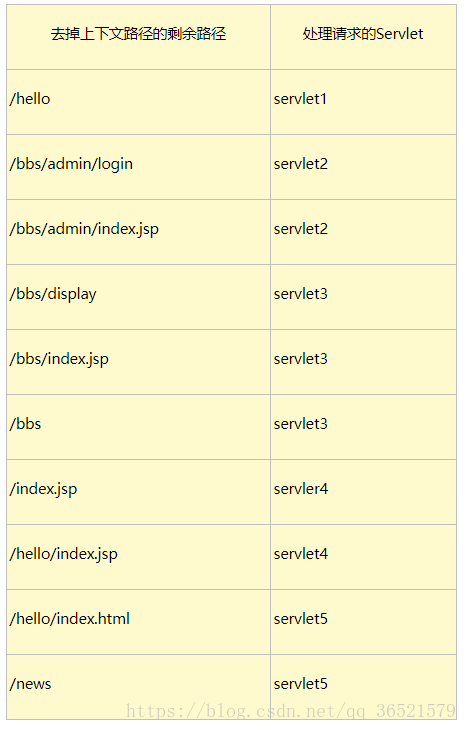 去掉上下文路径的剩余路径 处理请求的Servlet
/hello servlet1
/bbs/admin/login servlet2
/bbs/admin/index.jsp servlet2
/bbs/display servlet3
/bbs/index.jsp servlet3
/bbs servlet3
/index.jsp servler4
/hello/index.jsp servlet4
/hello/index.html servlet5
/news servlet5
https://blog.csdn.net/qq_36521579